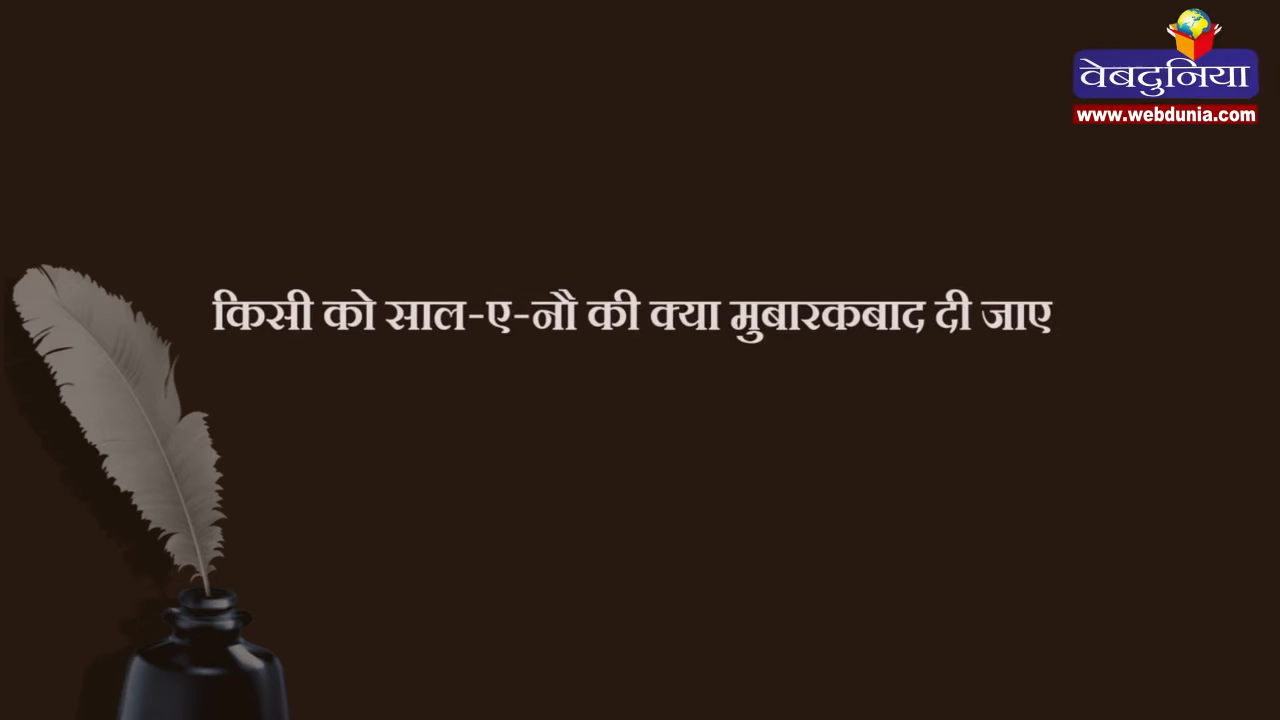 वेबदुनिया
www.webdunia.com
किसी को साल-ए-नौ की क्या मुबारकबाद दी जाए